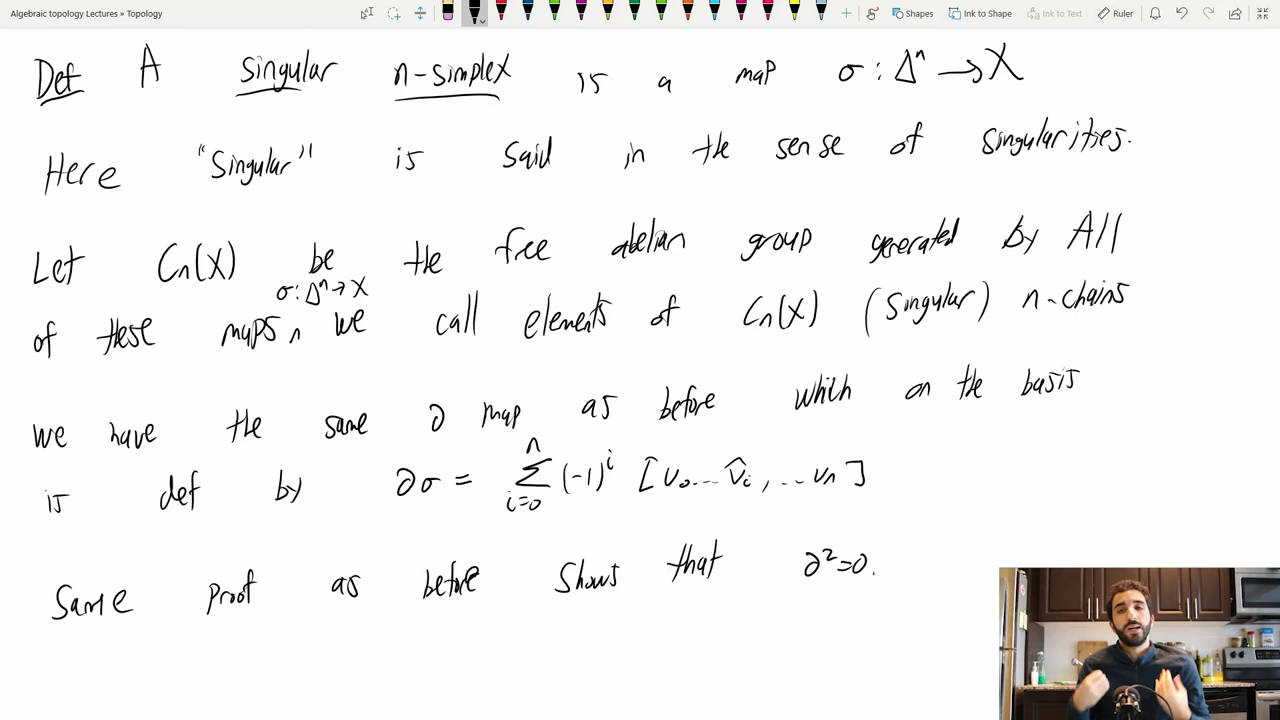 Algebraic topology Lectures » Topology
Shapes Ink to Shape Ink to Text Ruler
Def A Singular n-simplex is a map σ : Δⁿ → X
Here "Singular" is said in the sense of singularities.
Let Cn(X) be the free abelian group generated by All
σ: Δⁿ → X
of these maps, we call elements of Cn(X) (Singular) n-chains
we have the same ∂ map as before which on the basis
is def by ∂σ = ∑_{i=0}^{n} (-1)^i [v₀... v̂ᵢ, ... vₙ]
Same proof as before shows that ∂²=0.